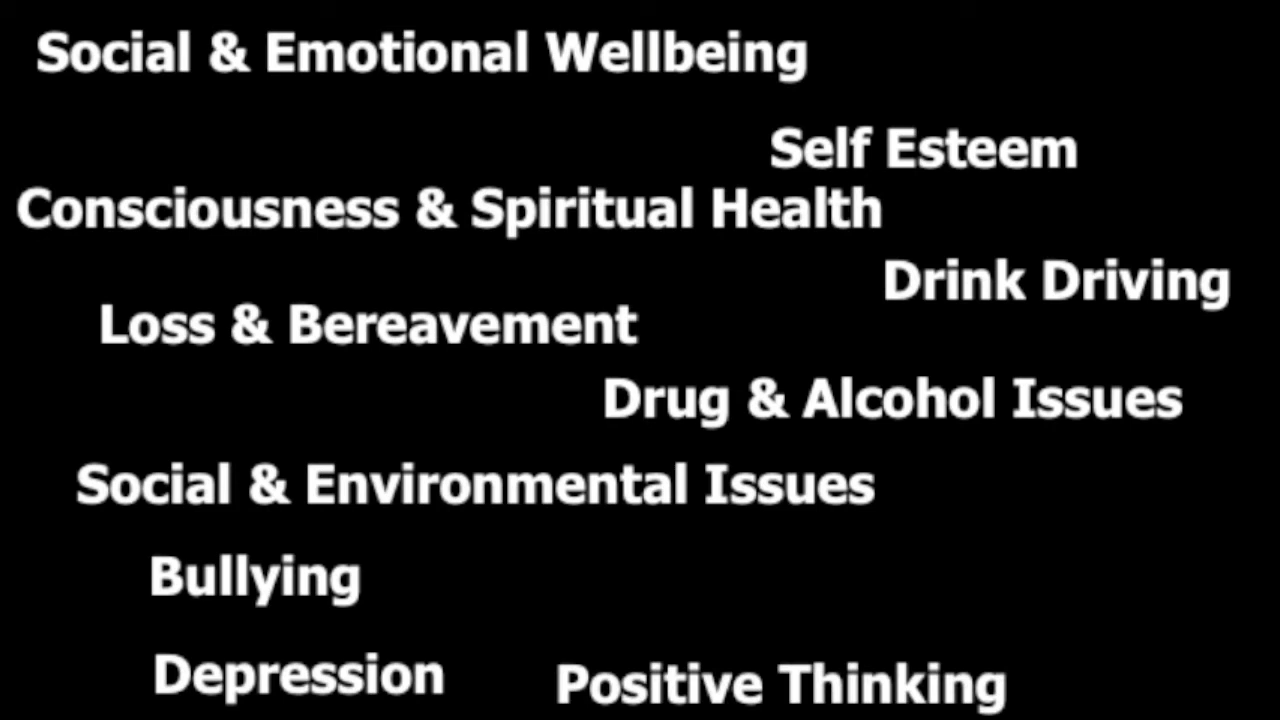 Social & Emotional Wellbeing
Self Esteem
Consciousness & Spiritual Health
Drink Driving
Loss & Bereavement
Drug & Alcohol Issues
Social & Environmental Issues
Bullying
Depression
Positive Thinking